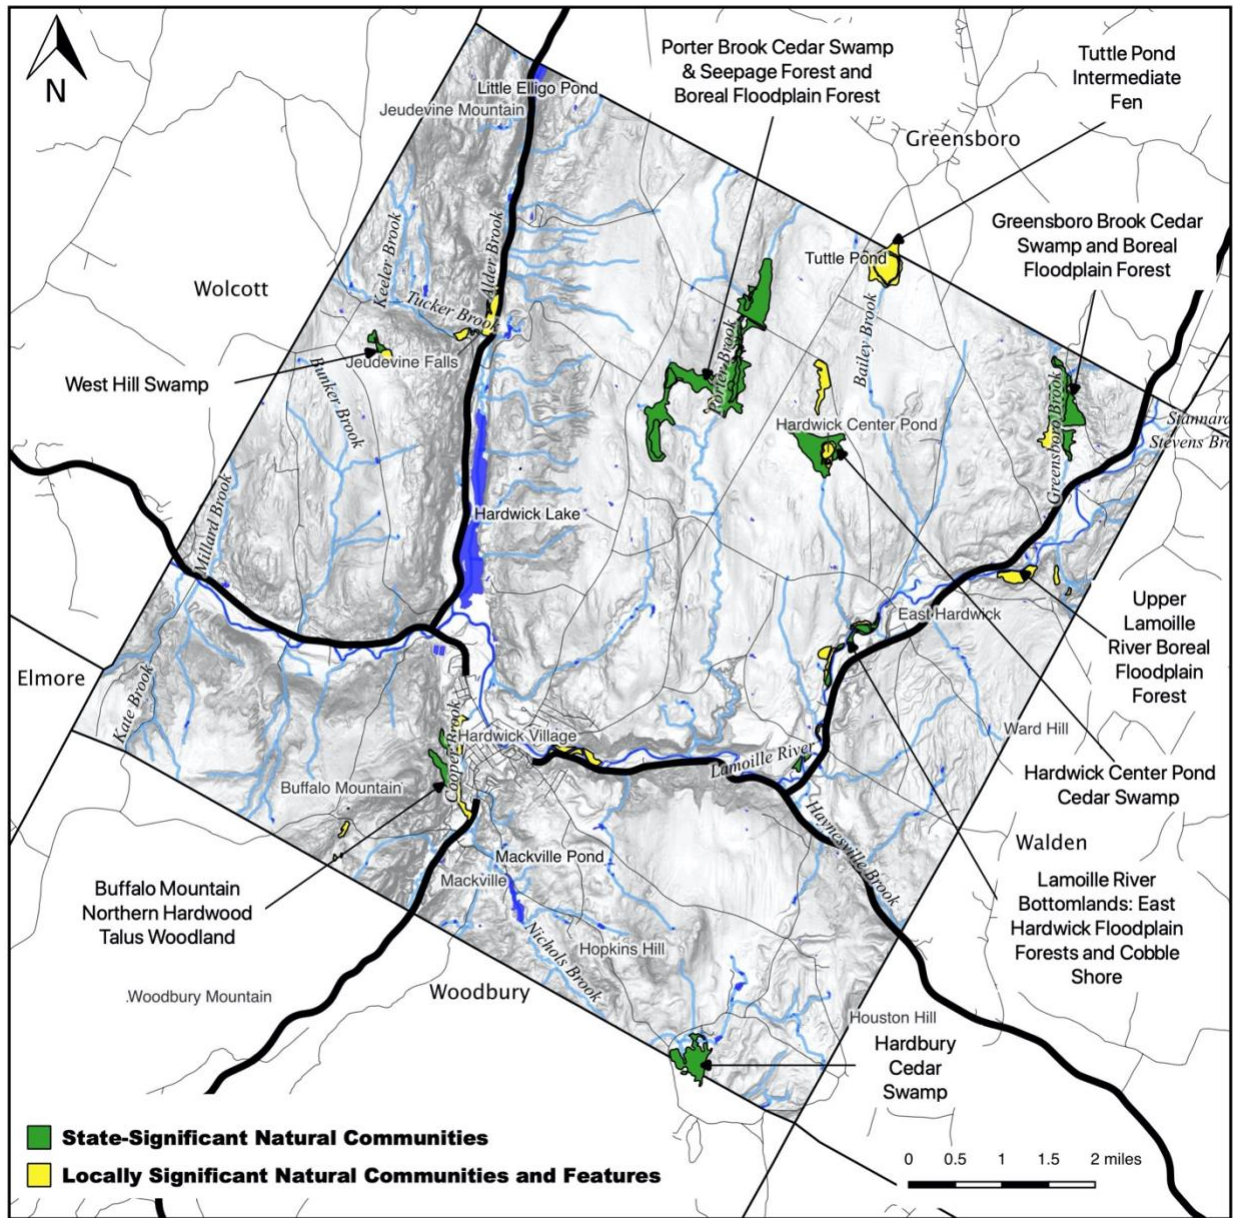 Porter Brook Cedar Swamp
& Seepage Forest and
Boreal Floodplain Forest
Tuttle Pond
Intermediate
Fen
N
Little Elligo Pond
Jeudevine Mountain
Greensboro
Greensboro Brook Cedar
Swamp and Boreal
Floodplain Forest
Keeler Brook
Alder Brook
Tuttle Pond
Wolcott
Tucker Brook
Bailey Brook
Porter Brook
Jeudevine Falls
West Hill Swamp
Bunker Brook
Hardwick Center Pond
Greensboro Brook
Stannard
Stevens Bro
Millard Brook
Hardwick Lake
East Hardwick
Upper
Lamoille
River Boreal
Floodplain
Forest
Elmore
Kate Brook
Cooper Brook
Hardwick Village
Ward Hill
Lamoille River
Hardwick Center Pond
Cedar Swamp
Buffalo Mountain
Haynesville Brook
Walden
Mackville Pond
Mackville
Lamoille River
Bottomlands: East
Hardwick Floodplain
Forests and Cobble
Shore
Buffalo Mountain
Northern Hardwood
Talus Woodland
Nichols Brook
Hopkins Hill
Woodbury Mountain
Woodbury
Houston Hill
Hardbury
Cedar
Swamp
State-Significant Natural Communities
Locally Significant Natural Communities and Features
0 0.5 1 1.5 2 miles